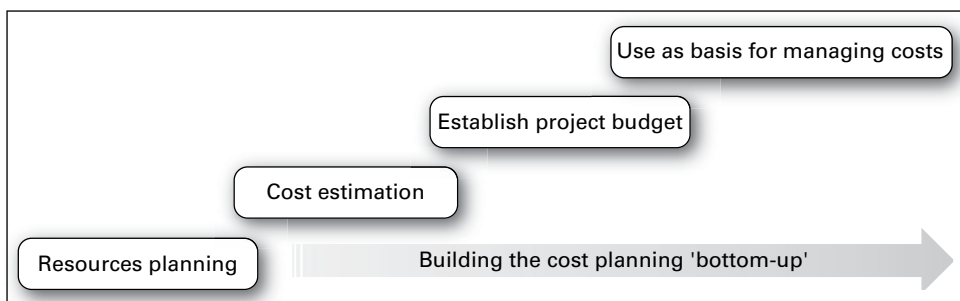 Use as basis for managing costs
Establish project budget
Cost estimation
Resources planning
Building the cost planning 'bottom-up'